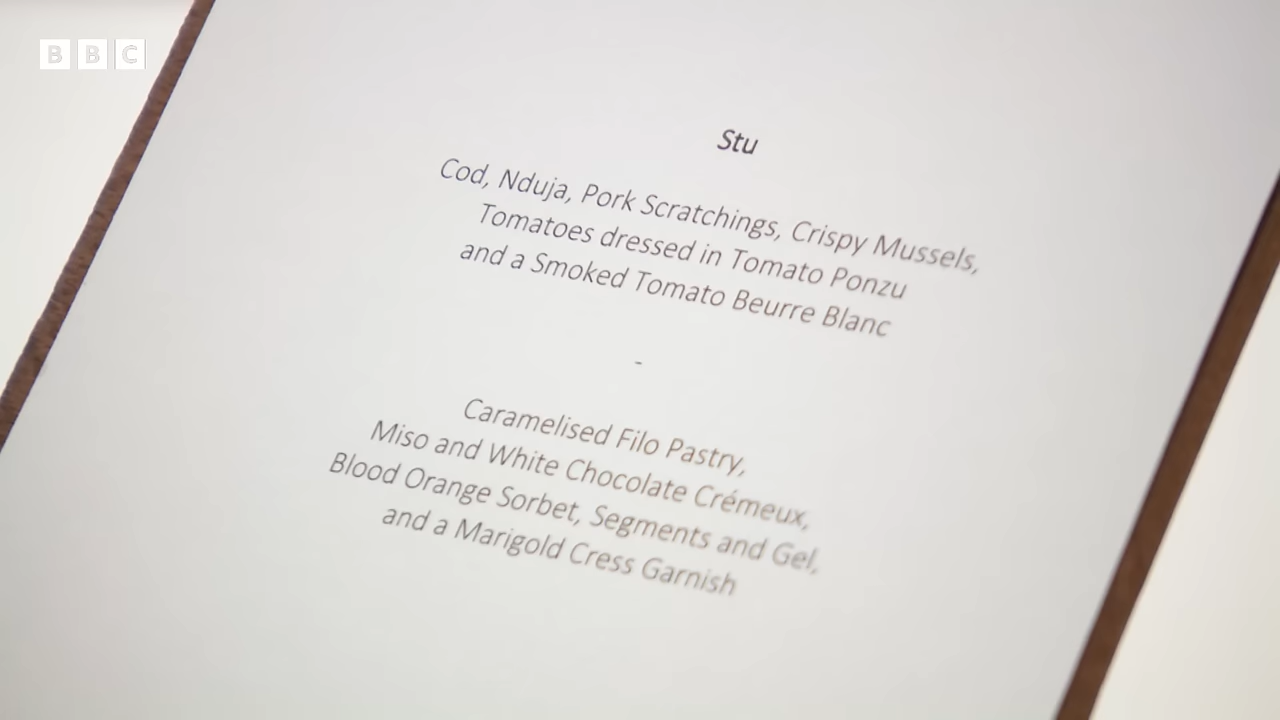 BBC
Stu
Cod, Nduja, Pork Scratchings, Crispy Mussels,
Tomatoes dressed in Tomato Ponzu
and a Smoked Tomato Beurre Blanc
-
Caramelised Filo Pastry,
Miso and White Chocolate Crémeux,
Blood Orange Sorbet, Segments and Gel,
and a Marigold Cress Garnish